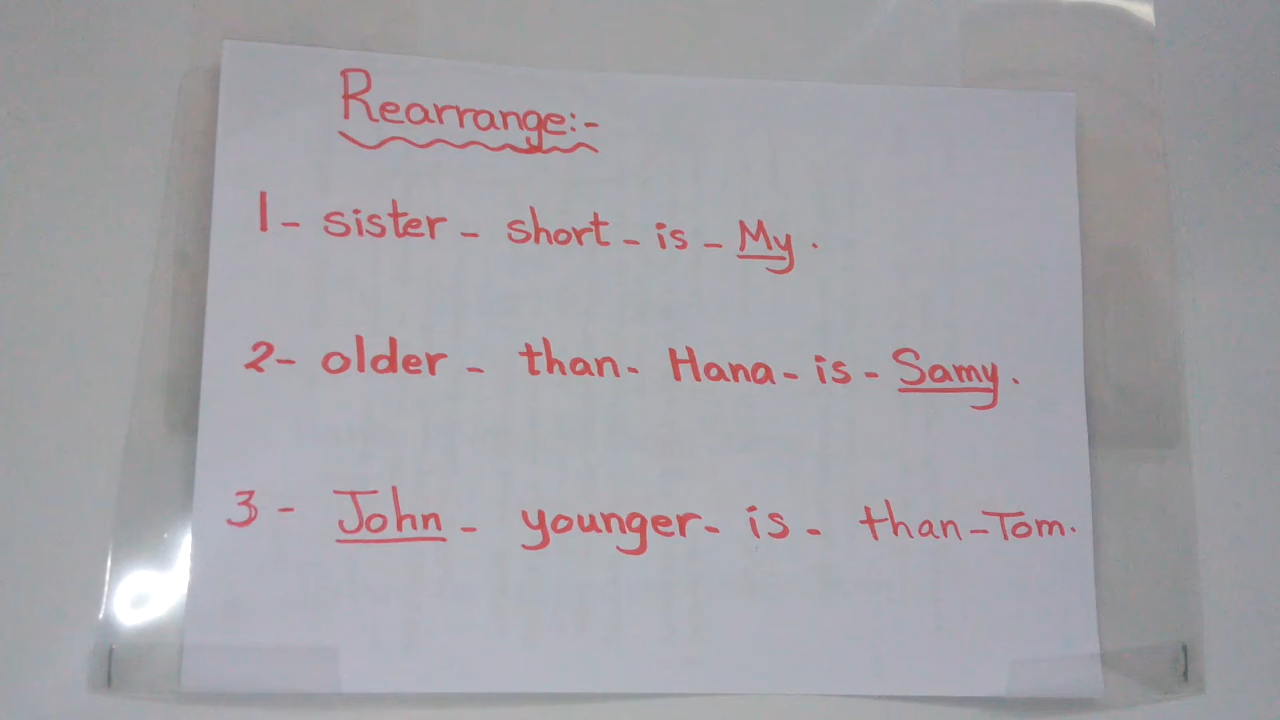 Rearrange:-
1- sister - short - is - My.
2- older - than - Hana - is - Samy.
3- John - younger - is - than - Tom.